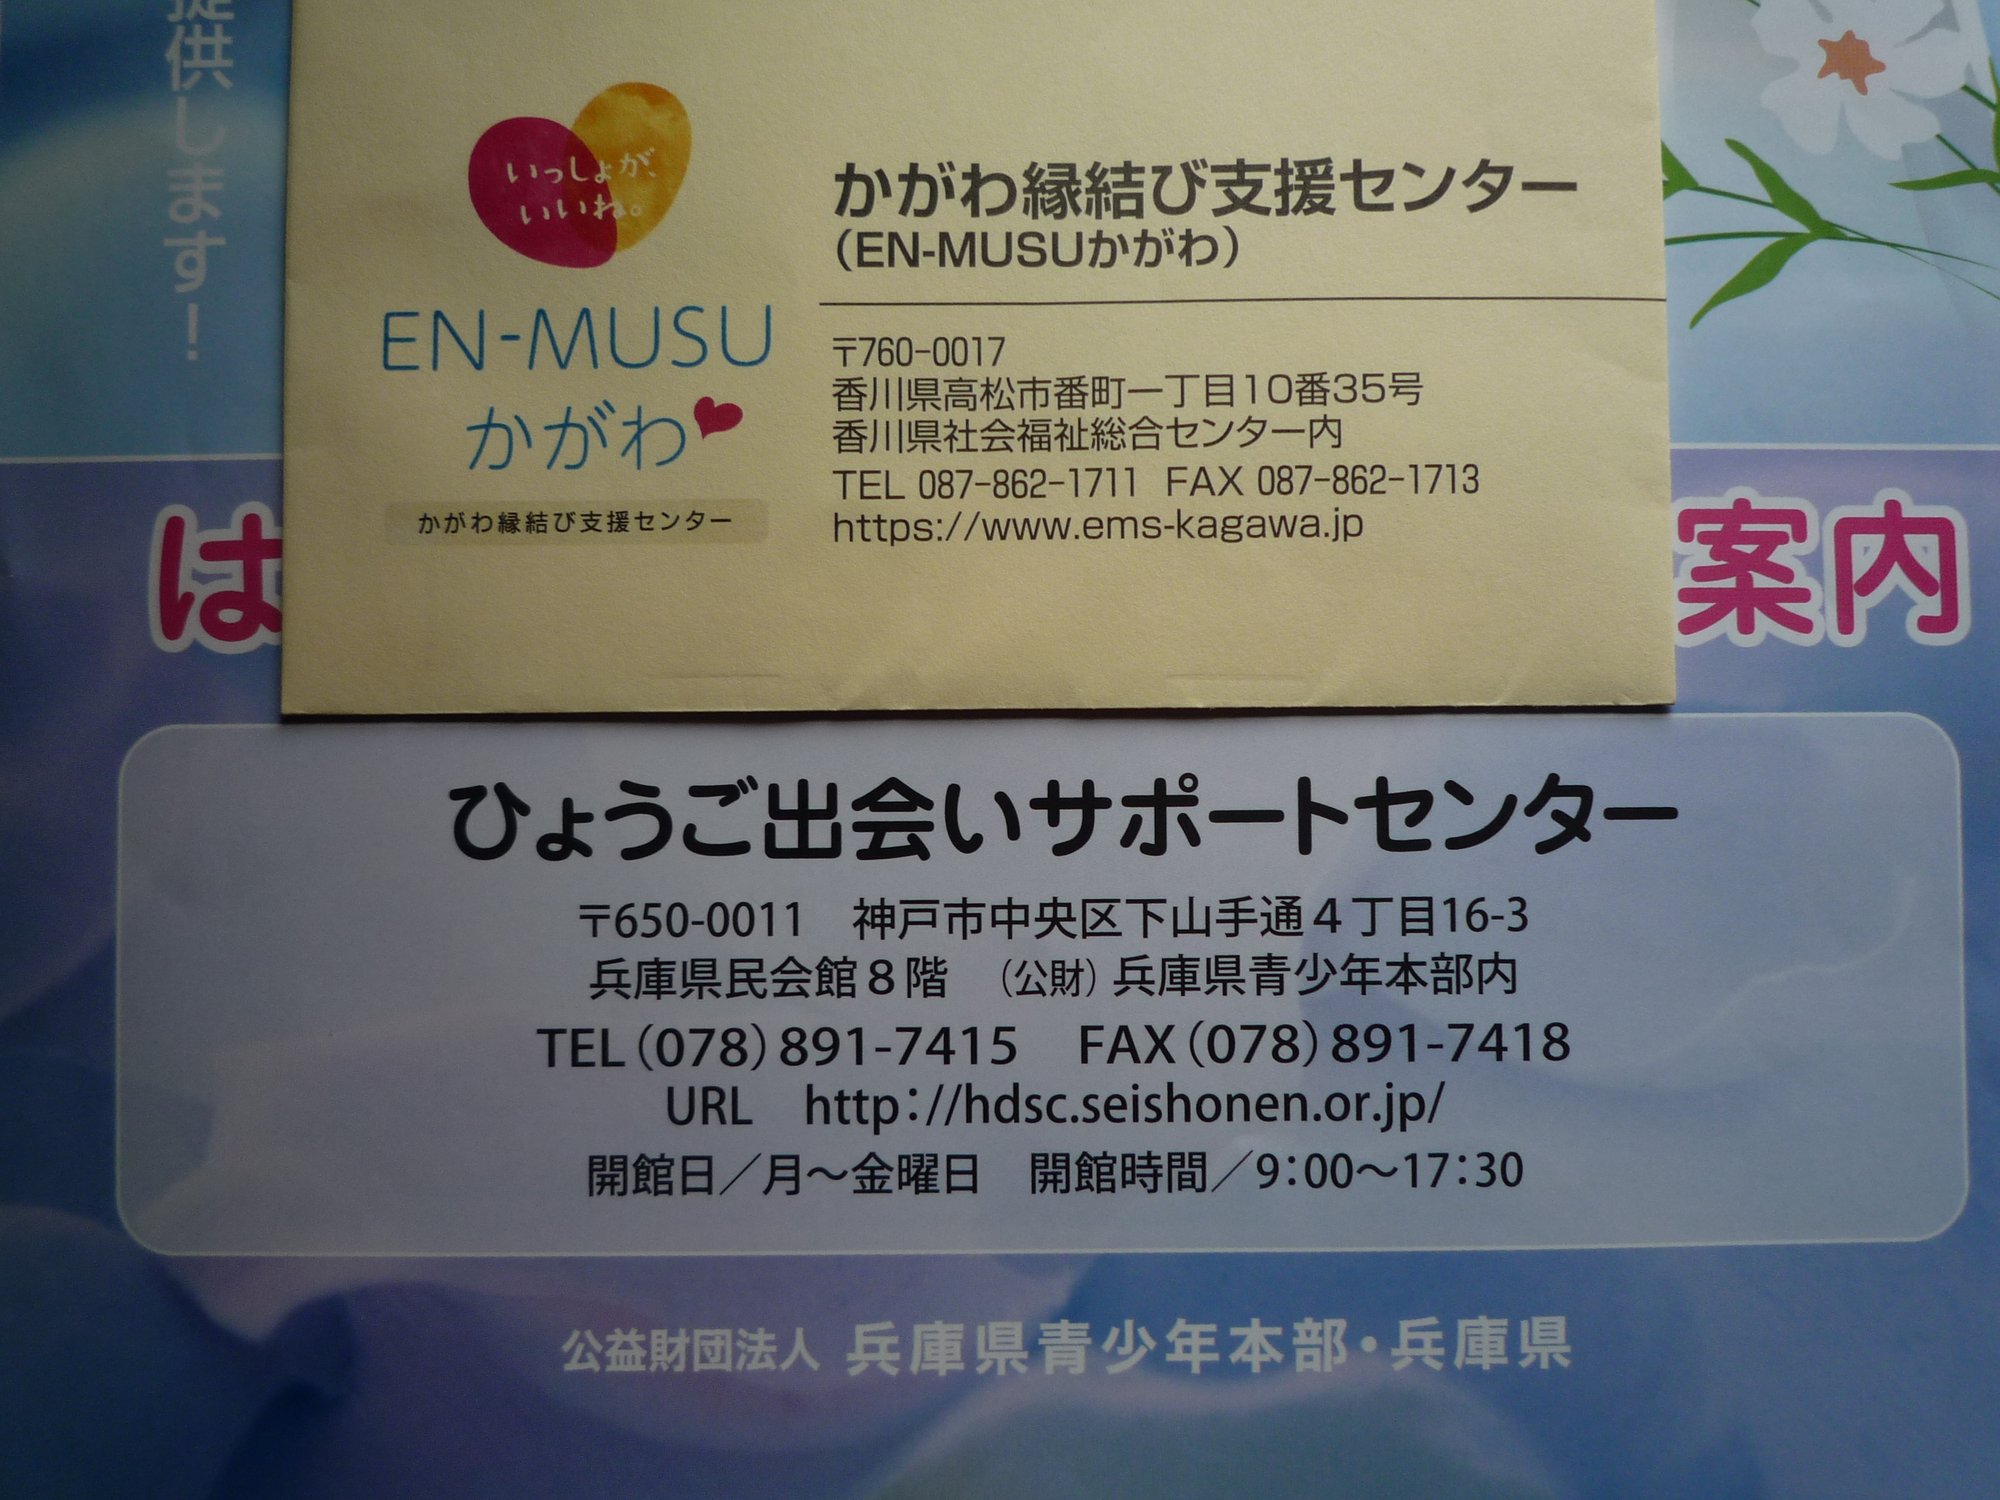 提供します！
いっしょが、
いいね。
EN-MUSU
かがわ
かがわ縁結び支援センター
かがわ縁結び支援センター
（EN-MUSUかがわ）
〒760-0017
香川県高松市番町一丁目10番35号
香川県社会福祉総合センター内
TEL 087-862-1711 FAX 087-862-1713
https://www.ems-kagawa.jp
は
案内
ひょうご出会いサポートセンター
〒650-0011　神戸市中央区下山手通4丁目16-3
兵庫県民会館8階　（公財）兵庫県青少年本部内
TEL（078）891-7415　FAX（078）891-7418
URL　http://hdsc.seishonen.or.jp/
開館日／月～金曜日　開館時間／9:00～17:30
公益財団法人 兵庫県青少年本部・兵庫県